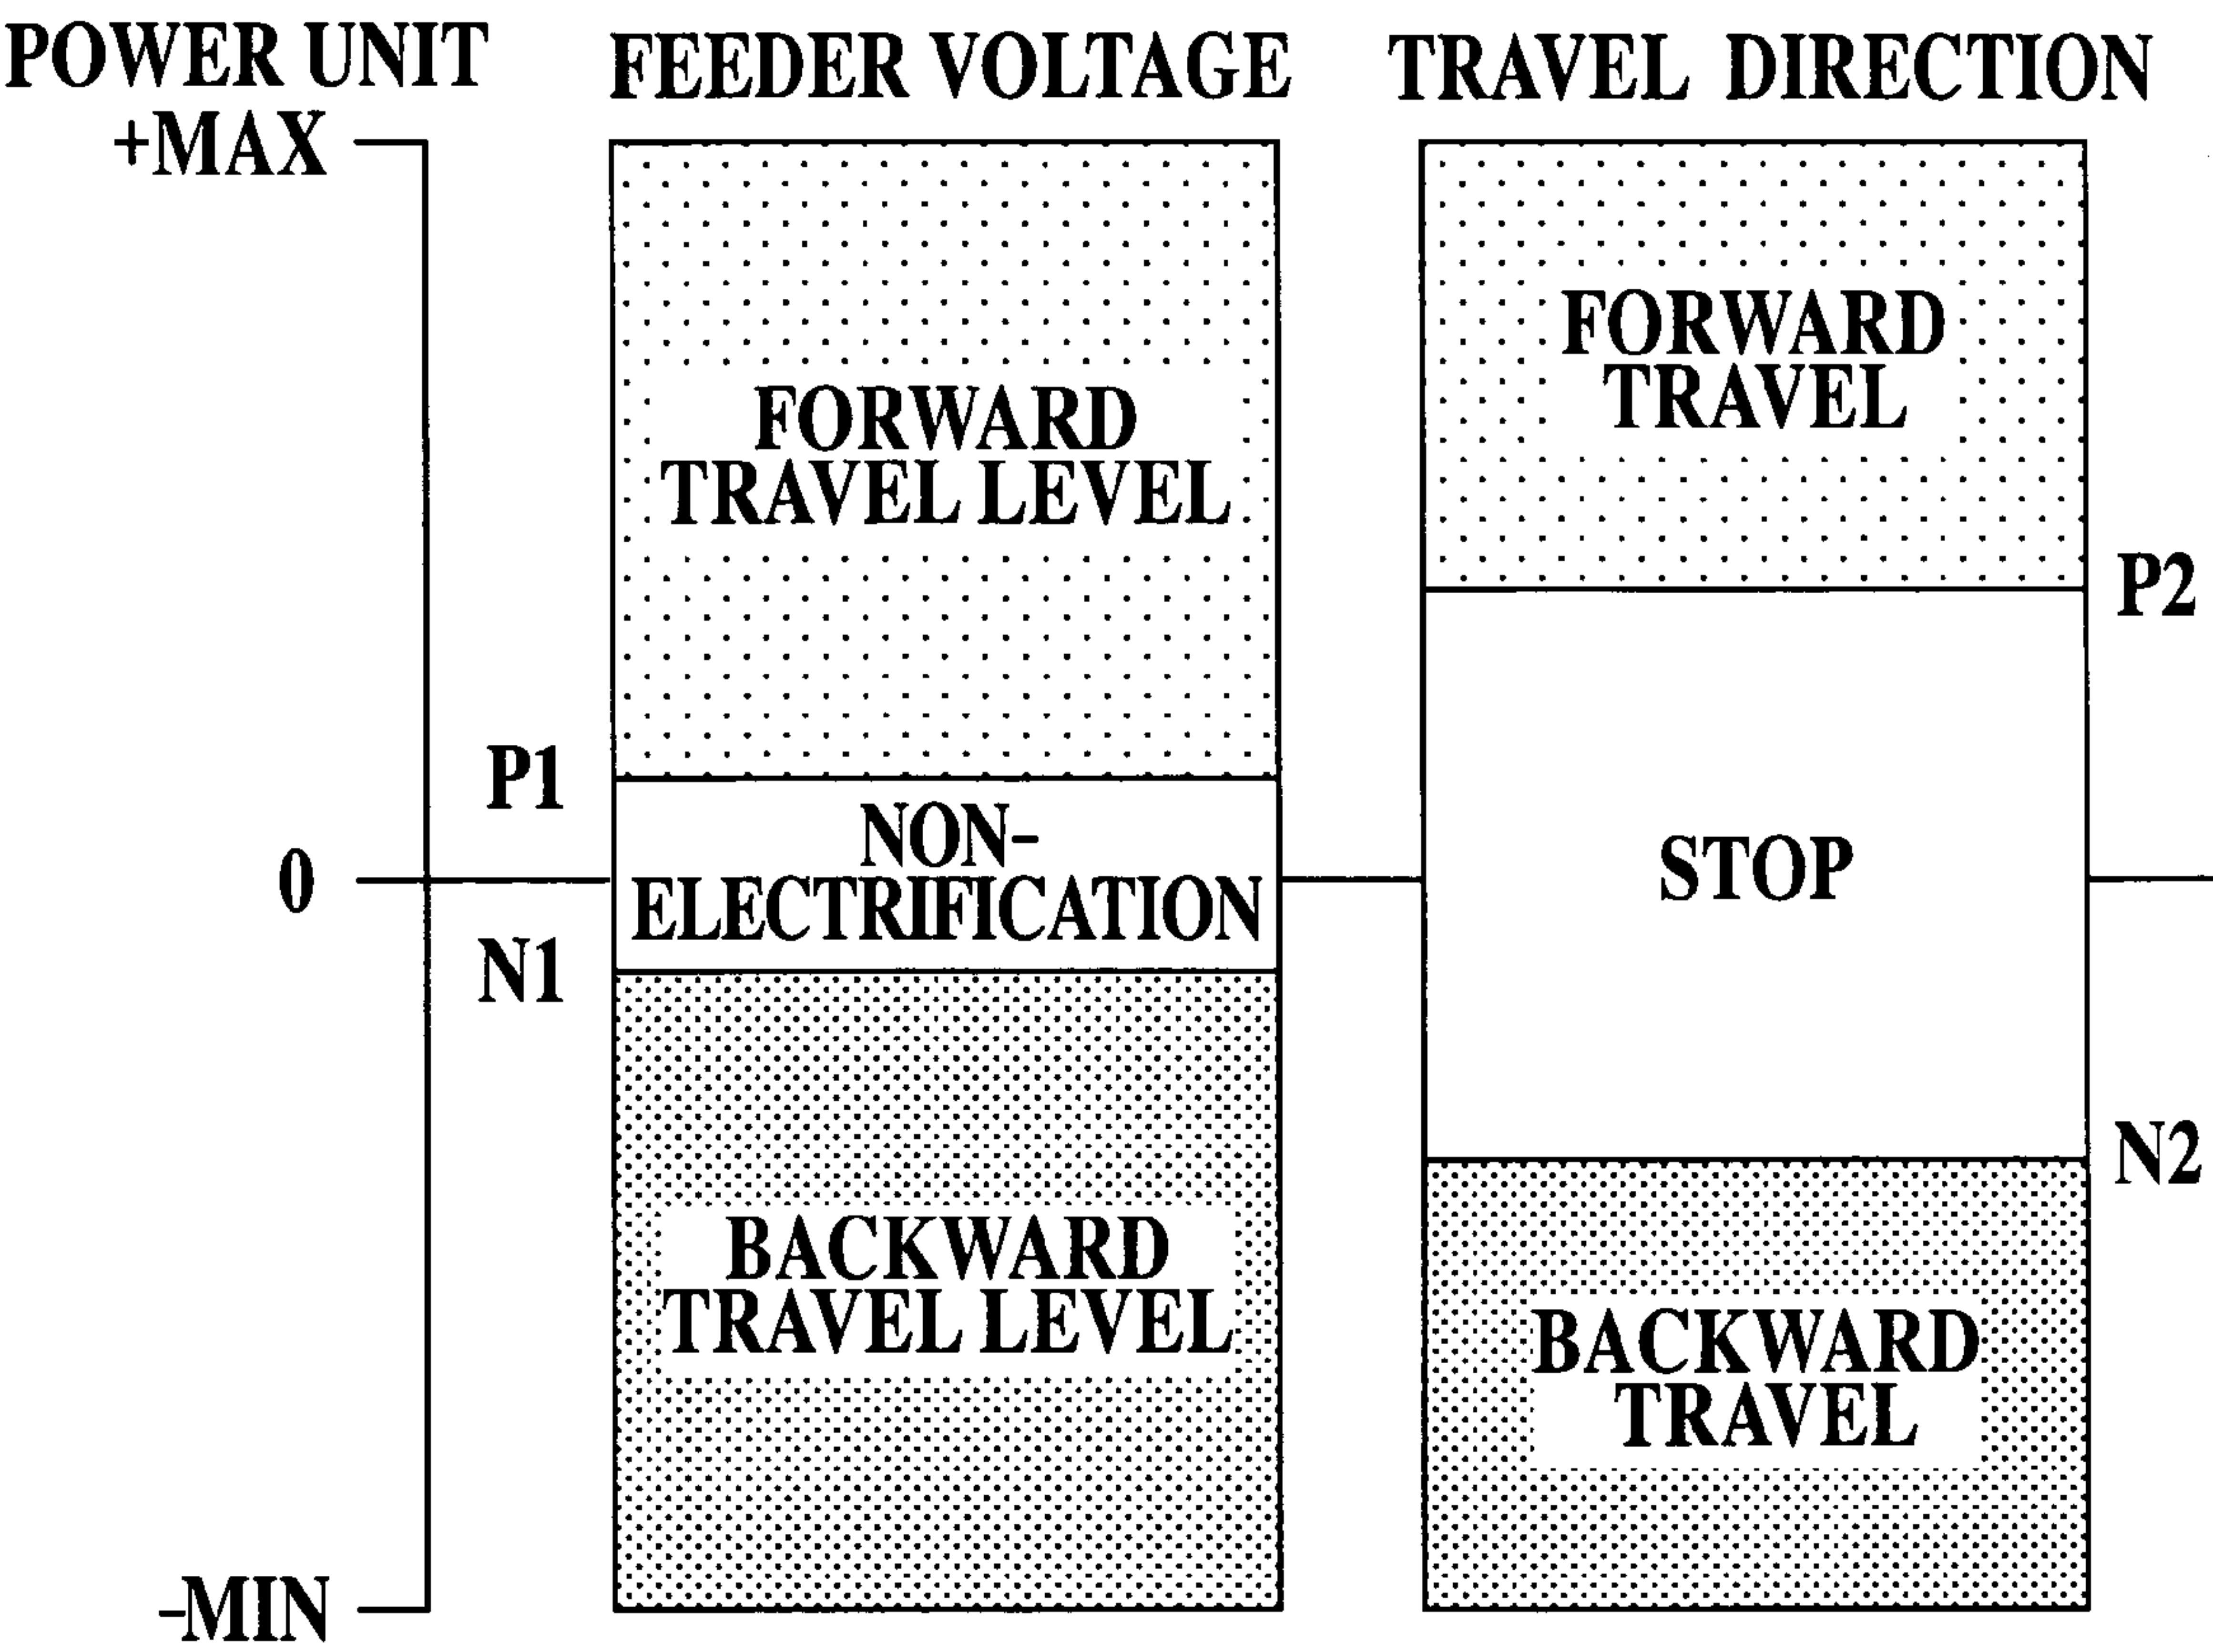 POWER UNIT
FEEDER VOLTAGE
TRAVEL DIRECTION
+MAX
FORWARD
TRAVEL
FORWARD
TRAVEL LEVEL
P2
P1
NON-
ELECTRIFICATION
0
STOP
N1
N2
BACKWARD
TRAVEL LEVEL
BACKWARD
TRAVEL
-MIN